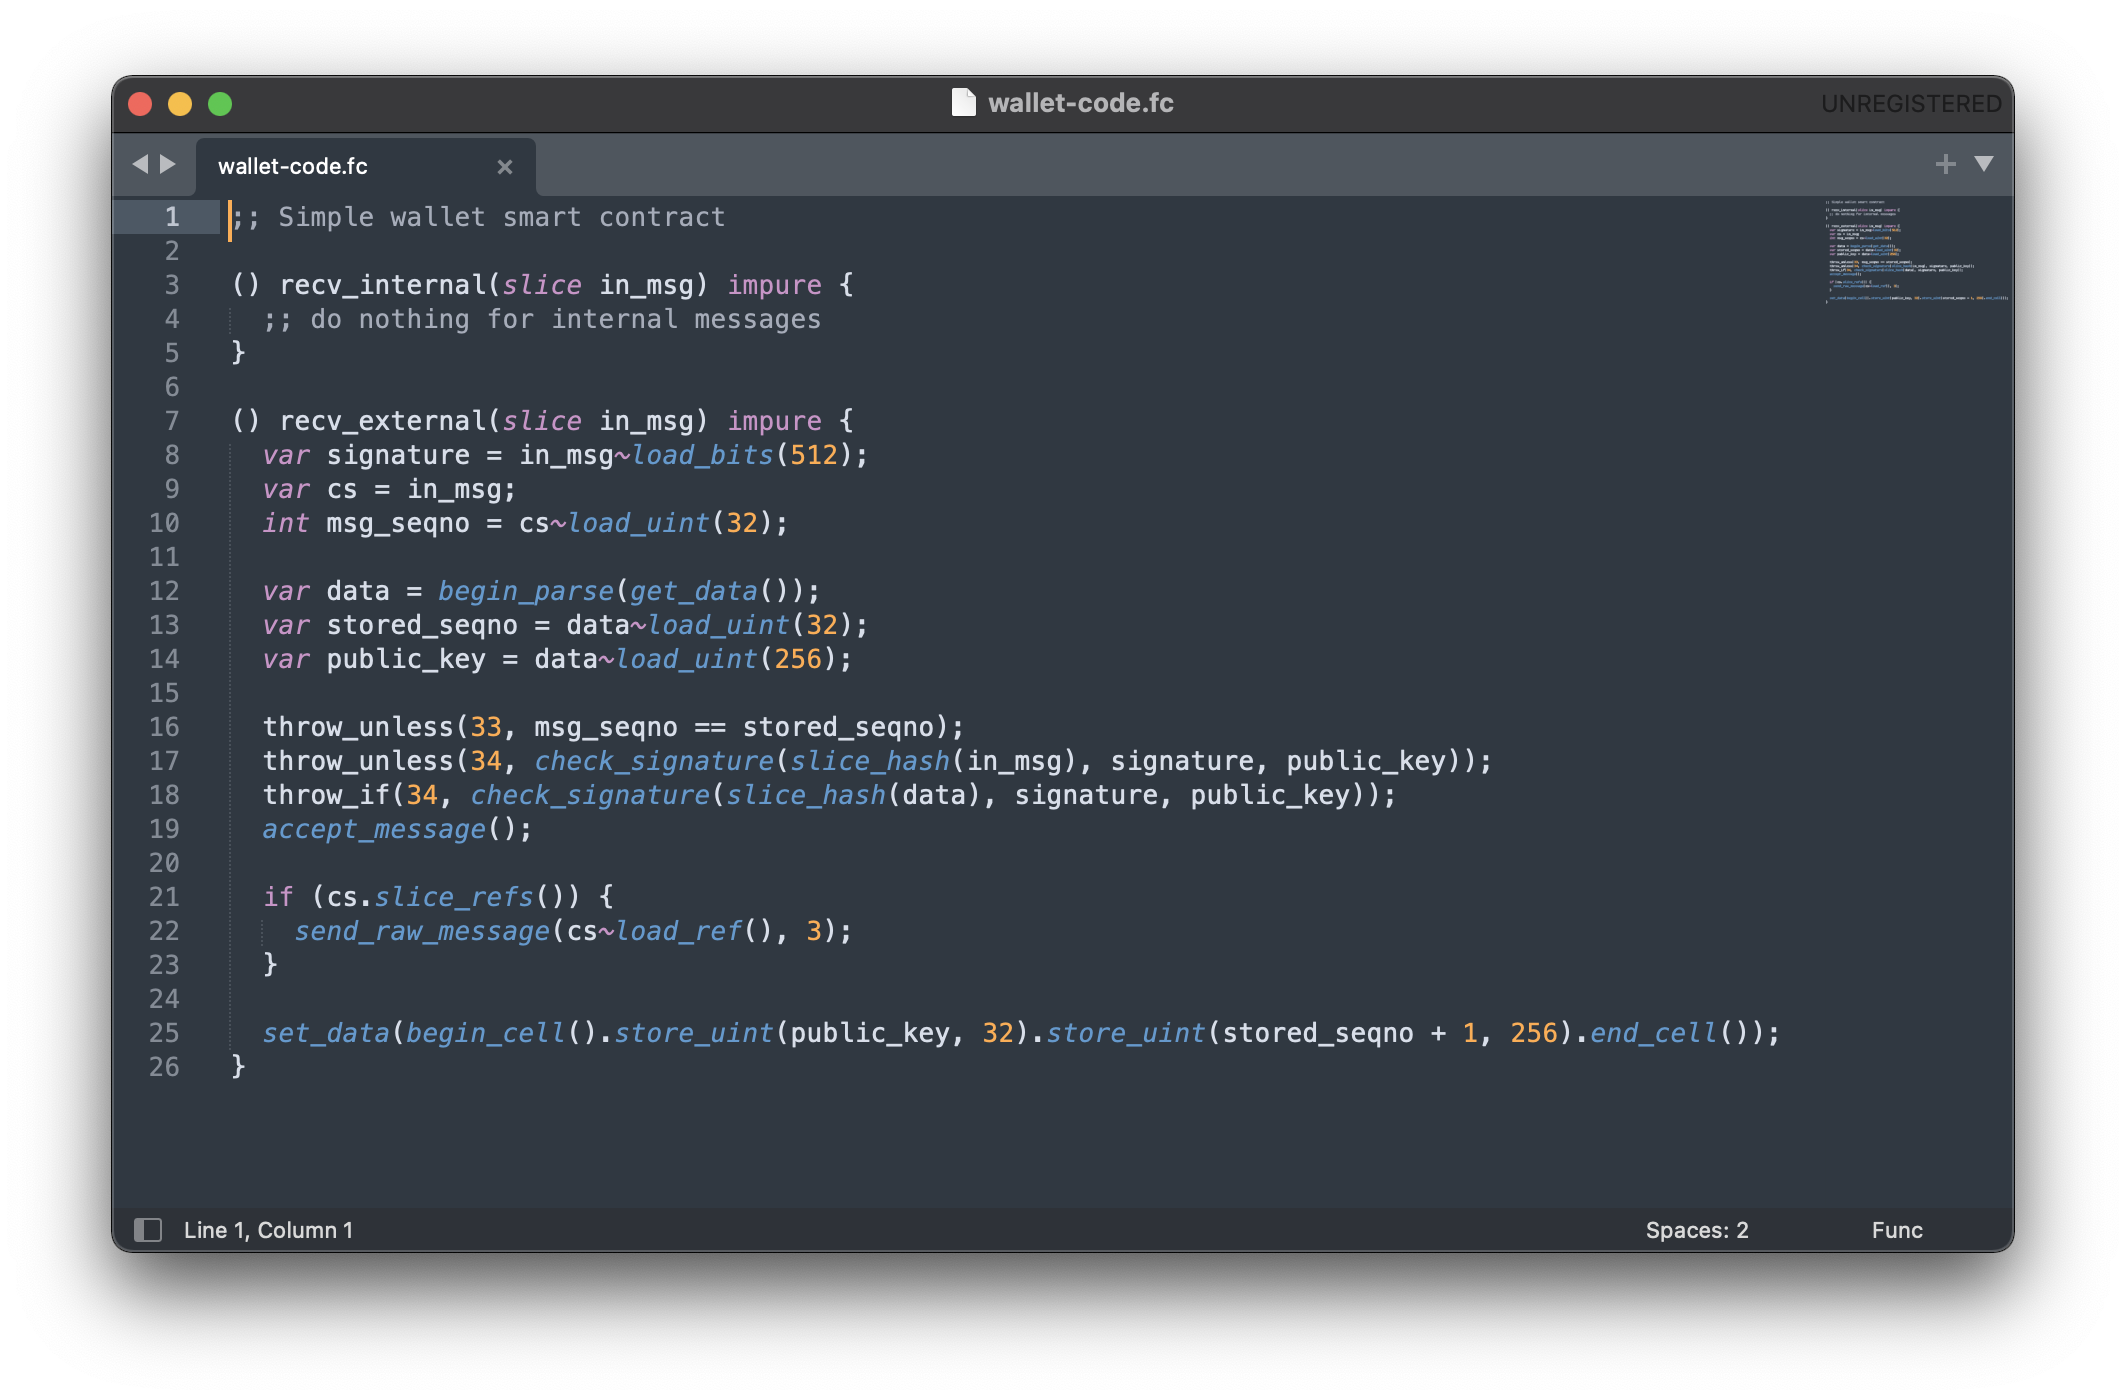 wallet-code.fc
UNREGISTERED
wallet-code.fc
1 ;; Simple wallet smart contract
2
3 () recv_internal(slice in_msg) impure {
4   ;; do nothing for internal messages
5 }
6
7 () recv_external(slice in_msg) impure {
8   var signature = in_msg~load_bits(512);
9   var cs = in_msg;
10   int msg_seqno = cs~load_uint(32);
11
12   var data = begin_parse(get_data());
13   var stored_seqno = data~load_uint(32);
14   var public_key = data~load_uint(256);
15
16   throw_unless(33, msg_seqno == stored_seqno);
17   throw_unless(34, check_signature(slice_hash(in_msg), signature, public_key));
18   throw_if(34, check_signature(slice_hash(data), signature, public_key));
19   accept_message();
20
21   if (cs.slice_refs()) {
22     send_raw_message(cs~load_ref(), 3);
23   }
24
25   set_data(begin_cell().store_uint(public_key, 32).store_uint(stored_seqno + 1, 256).end_cell());
26 }
Line 1, Column 1
Spaces: 2
Func